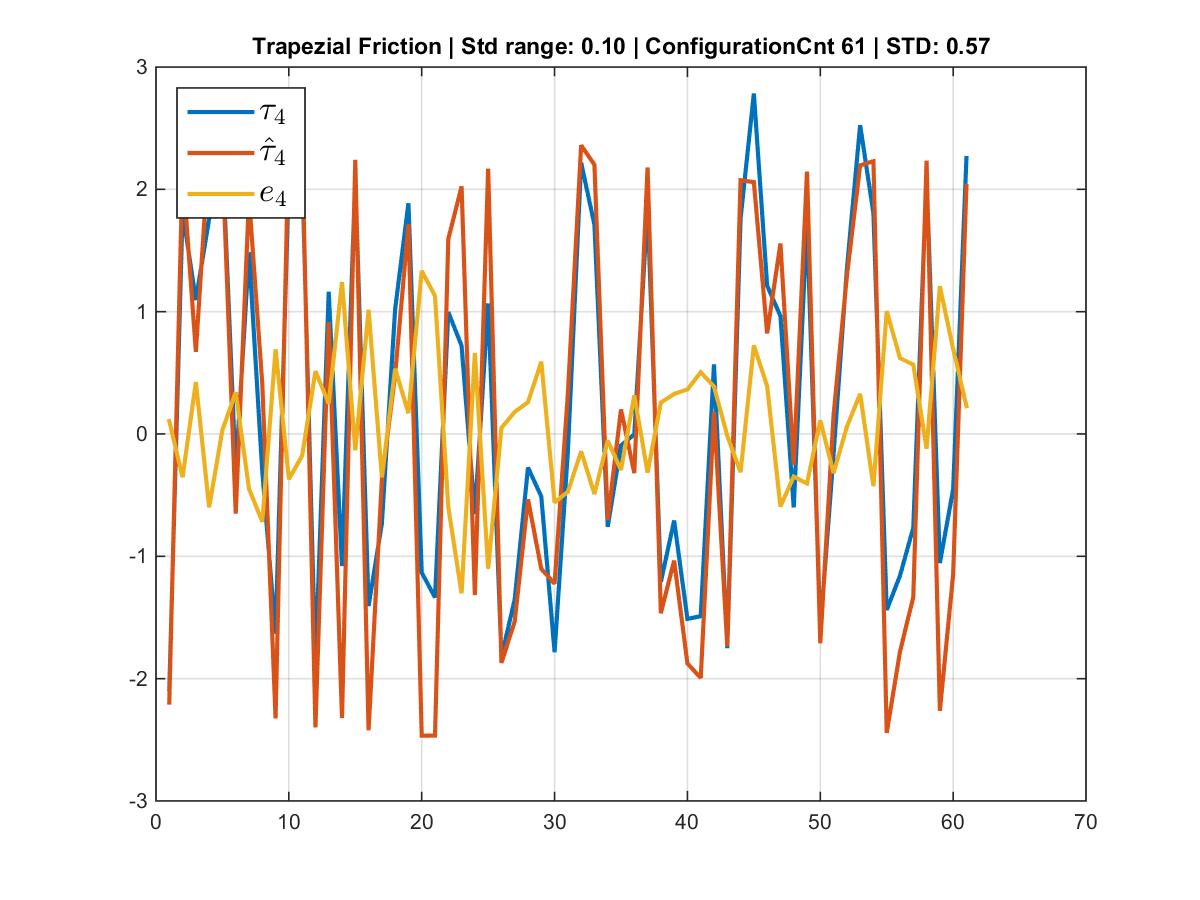 Trapezial Friction | Std range: 0.10 | ConfigurationCnt 61 | STD: 0.57
3
2
1
0
-1
-2
-3
τ₄
τ̂₄
e₄
0 10 20 30 40 50 60 70